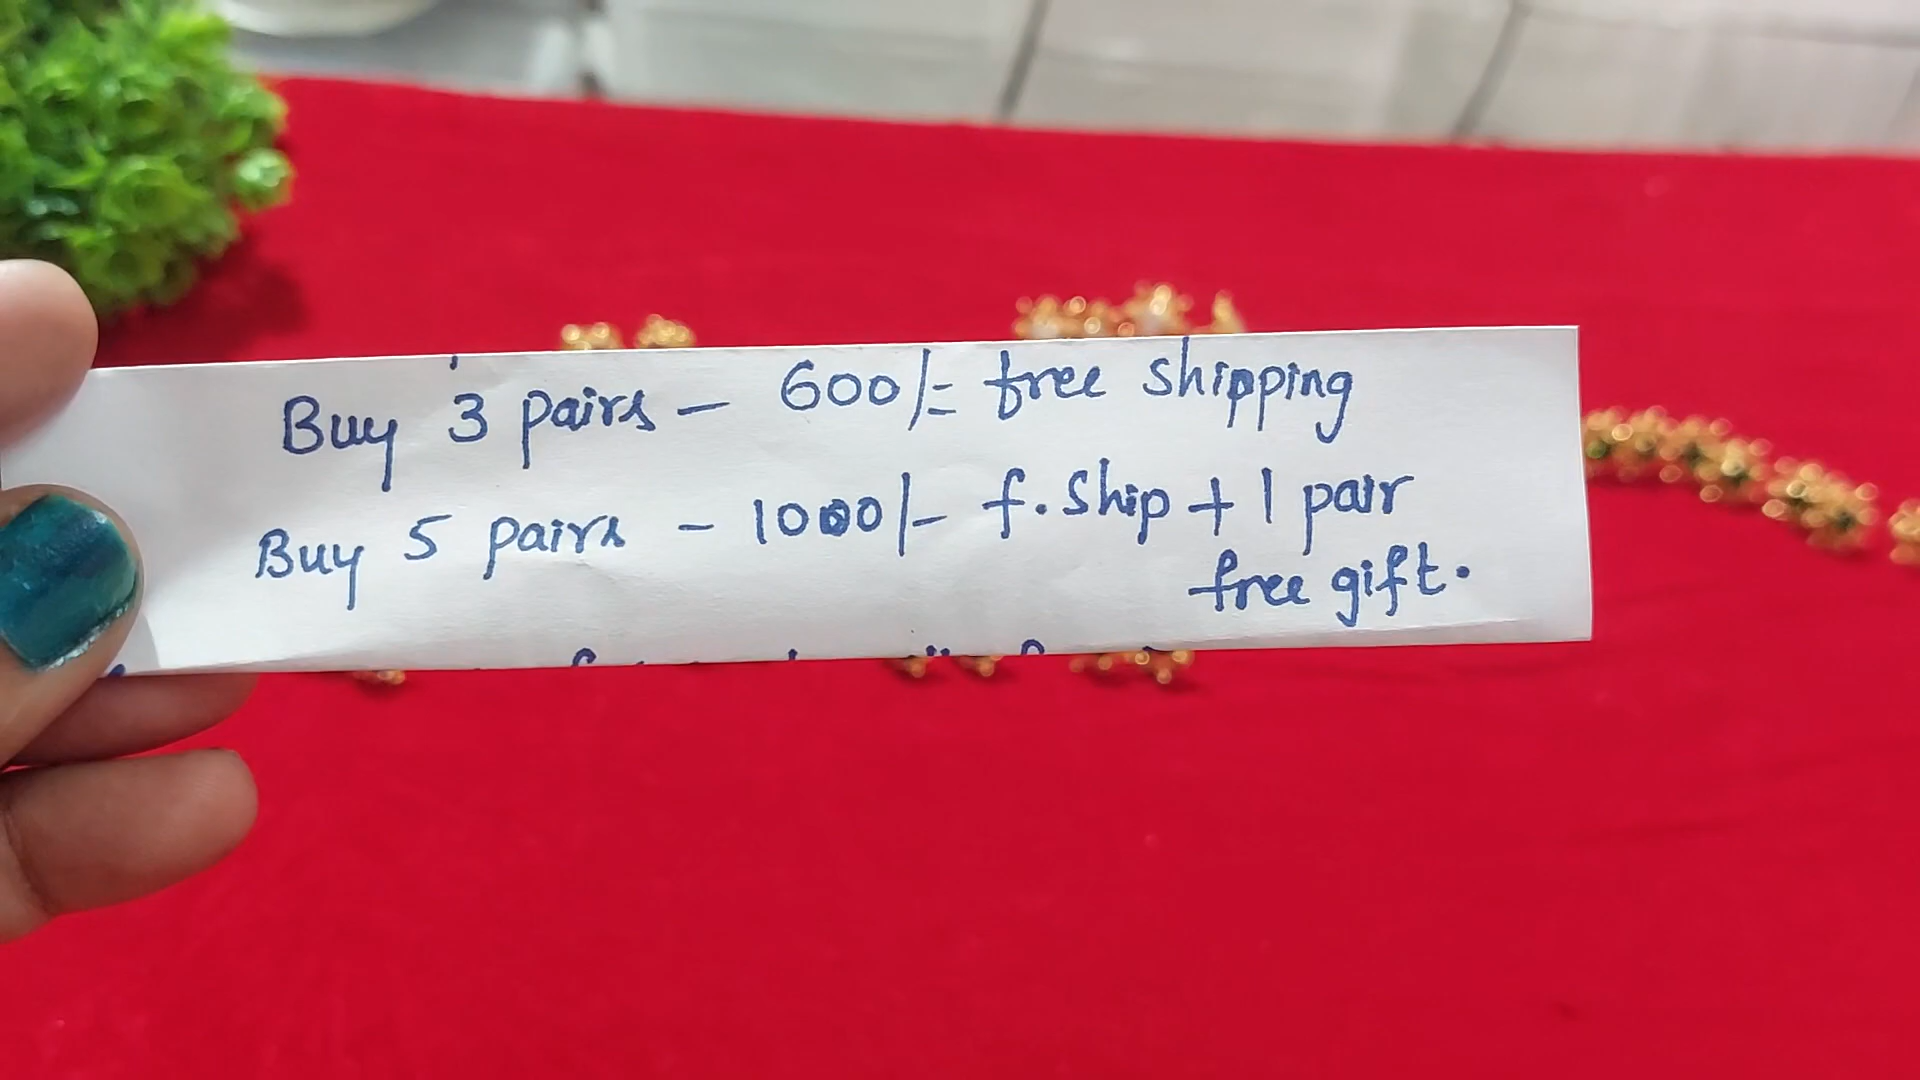 Buy 3 pairs - 600/= free shipping
Buy 5 pairs - 1000/- f. ship + 1 pair
free gift.